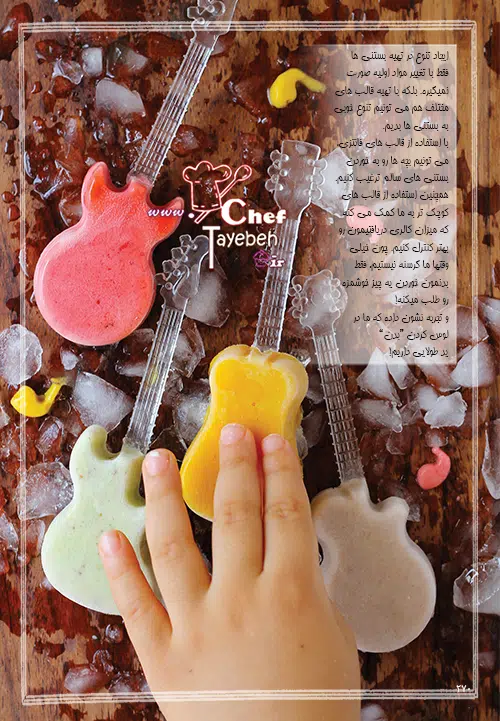 ایجاد تنوع در تهیه بستنی ها
فقط با تغییر مواد اولیه صورت
نمیگیره. بلکه با تهیه قالب های
مختلف هم می تونیم تنوع خوبی
به بستنی ها بدیم.
با استفاده از قالب های فانتزی،
می تونیم بچه ها رو به خوردن
بستنی های سالم ترغیب کنیم.
همچنین استفاده از قالب های
کوچک تر به ما کمک می کنه
که میزان کالری دریافتیمون رو
بهتر کنترل کنیم. چون خیلی
وقتها ما گرسنه نیستیم، فقط
بدنمون خوردن یه چیز خوشمزه
رو طلب میکنه!
و تجربه نشون داده که ما در
لوس کردن "بدن"
ید طولایی داریم!
www.
Chef
Tayebeh
.ir
۲۷۰